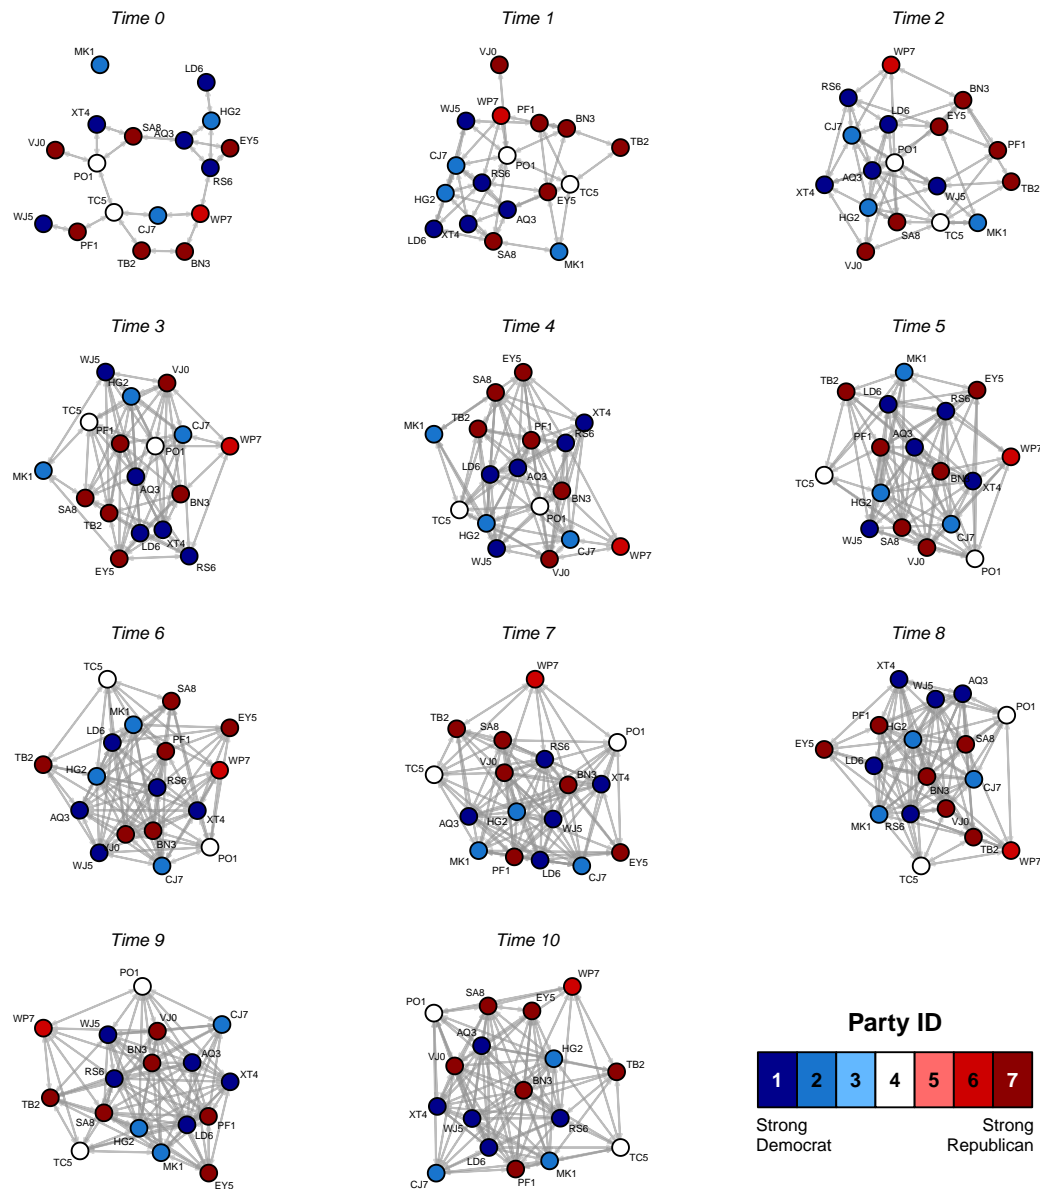 Time 0
MK1
LD6
XT4
SA8
AQ3
HG2
VJ0
EY5
PO1
RS6
TC5
WJ5
CJ7
WP7
PF1
TB2
BN3
Time 1
VJ0
WP7
PF1
WJ5
BN3
TB2
CJ7
PO1
RS6
TC5
HG2
EY5
AQ3
LD6
XT4
SA8
MK1
Time 2
WP7
RS6
BN3
LD6
CJ7
EY5
PO1
PF1
AQ3
XT4
WJ5
TB2
HG2
SA8
TC5
MK1
VJ0
Time 3
WJ5
VJ0
HG2
TC5
PF1
CJ7
PO1
WP7
MK1
AQ3
SA8
BN3
TB2
LD6
XT4
EY5
RS6
Time 4
EY5
SA8
XT4
TB2
MK1
PF1
RS6
LD6
AQ3
BN3
TC5
PO1
HG2
WJ5
CJ7
VJ0
WP7
Time 5
MK1
TB2
LD6
EY5
RS6
PF1
AQ3
WP7
TC5
BN3
XT4
HG2
WJ5
SA8
CJ7
VJ0
PO1
Time 6
TC5
SA8
MK1
EY5
LD6
PF1
TB2
WP7
HG2
RS6
AQ3
XT4
VJ0
BN3
PO1
WJ5
CJ7
Time 7
WP7
TB2
SA8
PO1
RS6
TC5
VJ0
BN3
XT4
AQ3
HG2
WJ5
MK1
PF1
LD6
CJ7
EY5
Time 8
XT4
WJ5
AQ3
PF1
PO1
HG2
EY5
SA8
LD6
BN3
CJ7
MK1
RS6
VJ0
TB2
WP7
TC5
Time 9
PO1
WP7
WJ5
VJ0
CJ7
BN3
AQ3
RS6
XT4
TB2
SA8
PF1
HG2
LD6
TC5
MK1
EY5
Time 10
WP7
SA8
EY5
PO1
AQ3
HG2
VJ0
TB2
BN3
XT4
WJ5
RS6
LD6
TC5
CJ7
PF1
MK1
Party ID
1 2 3 4 5 6 7
Strong Democrat
Strong Republican